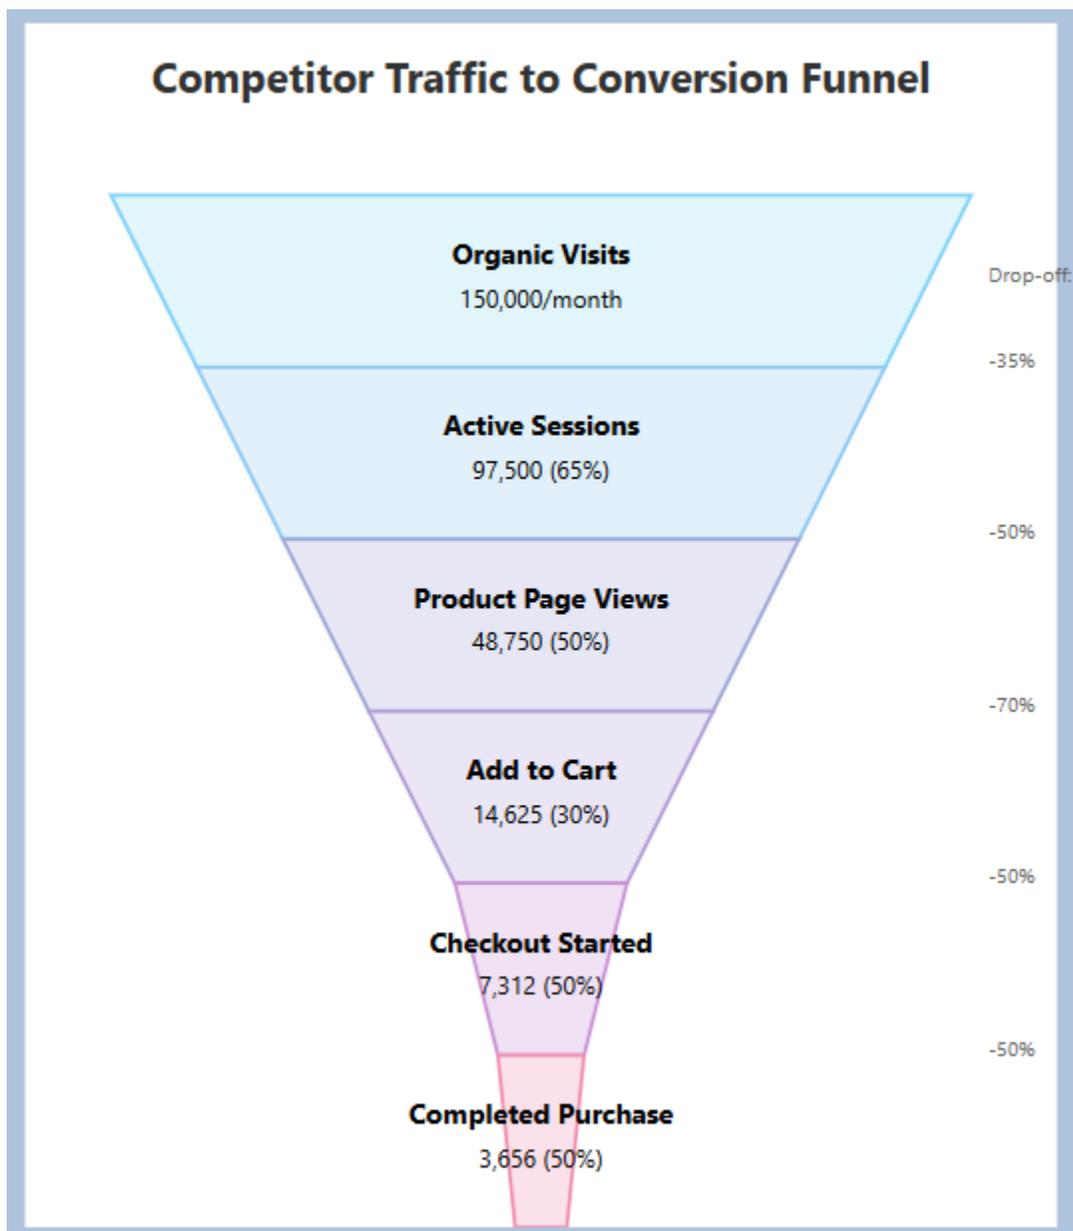 Competitor Traffic to Conversion Funnel
Organic Visits
150,000/month
Drop-off:
-35%
Active Sessions
97,500 (65%)
-50%
Product Page Views
48,750 (50%)
-70%
Add to Cart
14,625 (30%)
-50%
Checkout Started
7,312 (50%)
-50%
Completed Purchase
3,656 (50%)